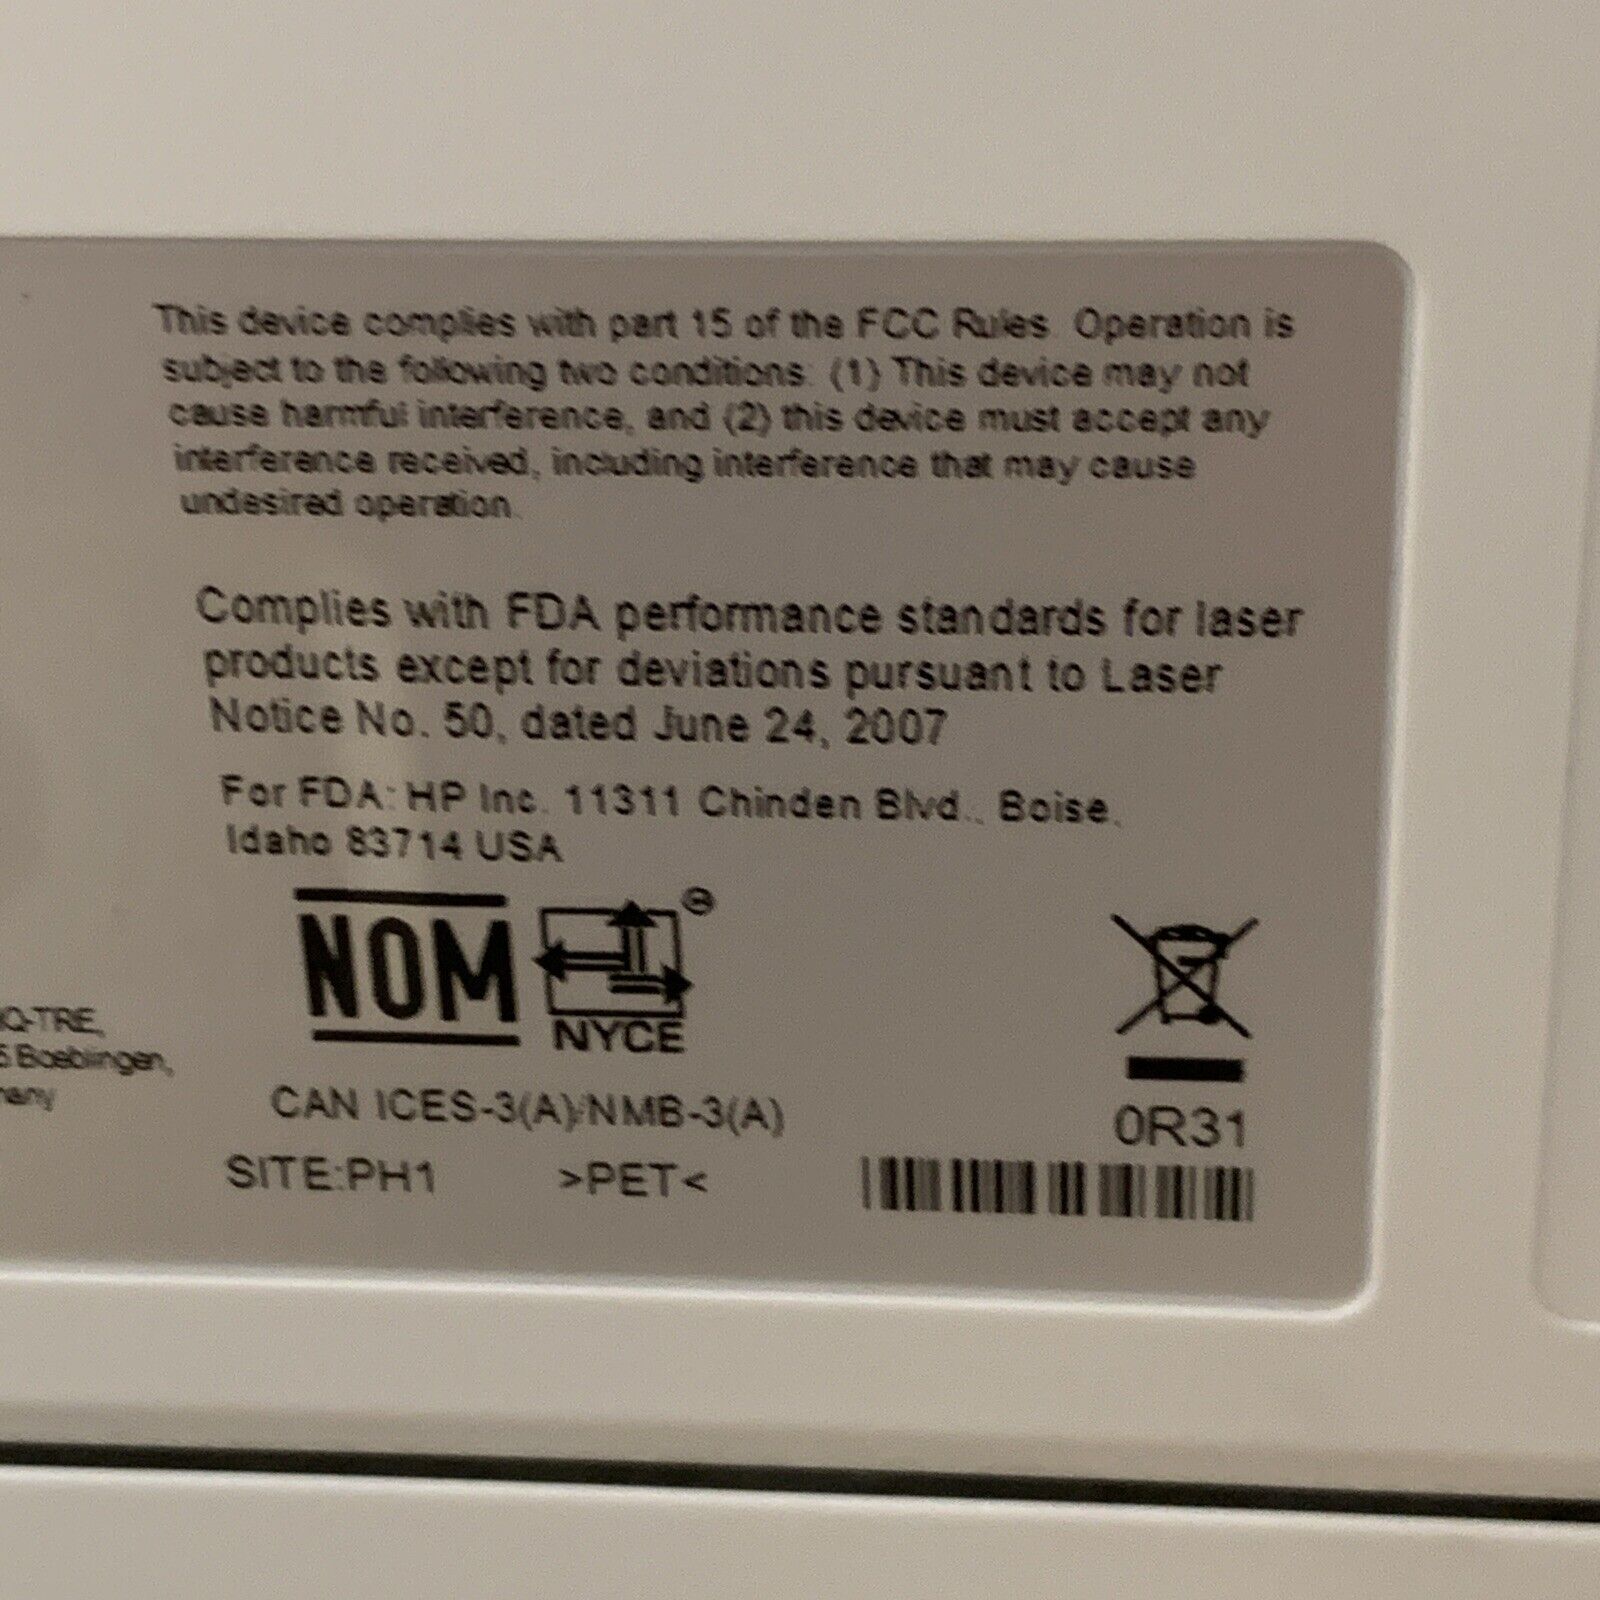 This device complies with part 15 of the FCC Rules. Operation is
subject to the following two conditions: (1) This device may not
cause harmful interference, and (2) this device must accept any
interference received, including interference that may cause
undesired operation.
Complies with FDA performance standards for laser
products except for deviations pursuant to Laser
Notice No. 50, dated June 24, 2007
For FDA: HP Inc. 11311 Chinden Blvd., Boise,
Idaho 83714 USA
NOM
NYCE
Q-TRE,
Boeblingen,
CAN ICES-3(A)/NMB-3(A)
0R31
SITE:PH1 >PET<